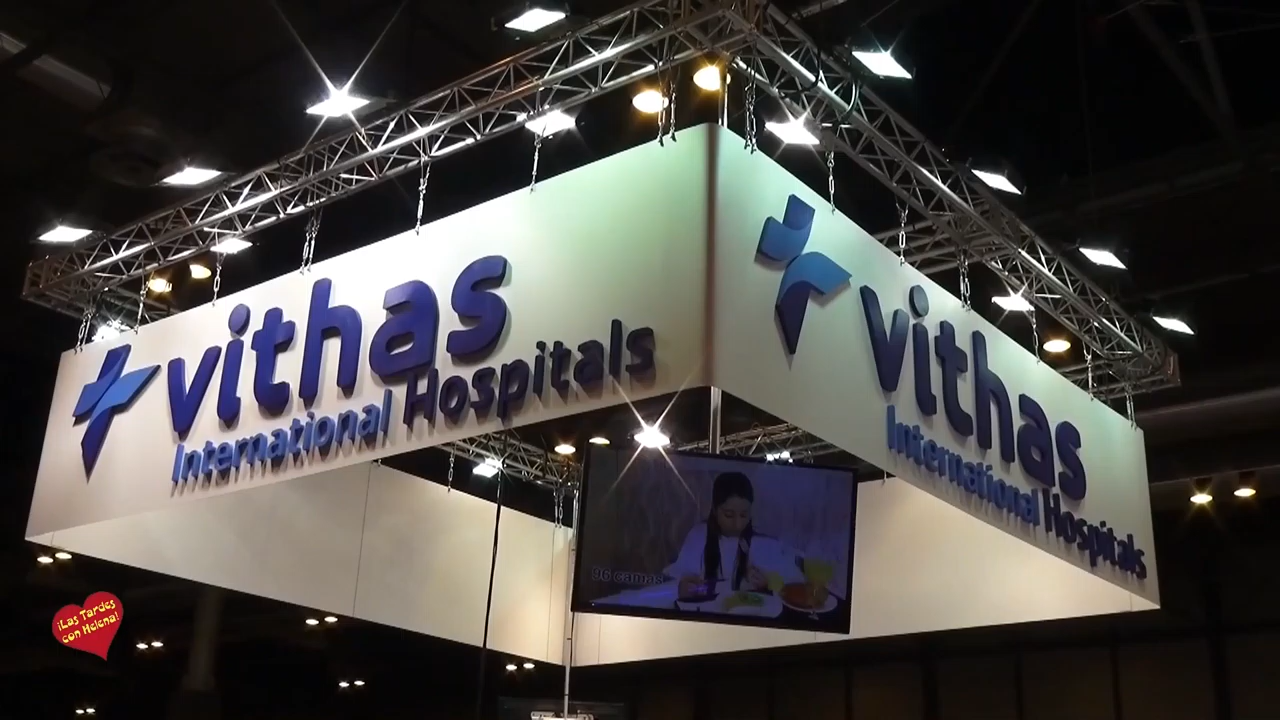 vithas
International Hospitals
vithas
International Hospitals
96 camas
¡Las Tardes
con Helena!